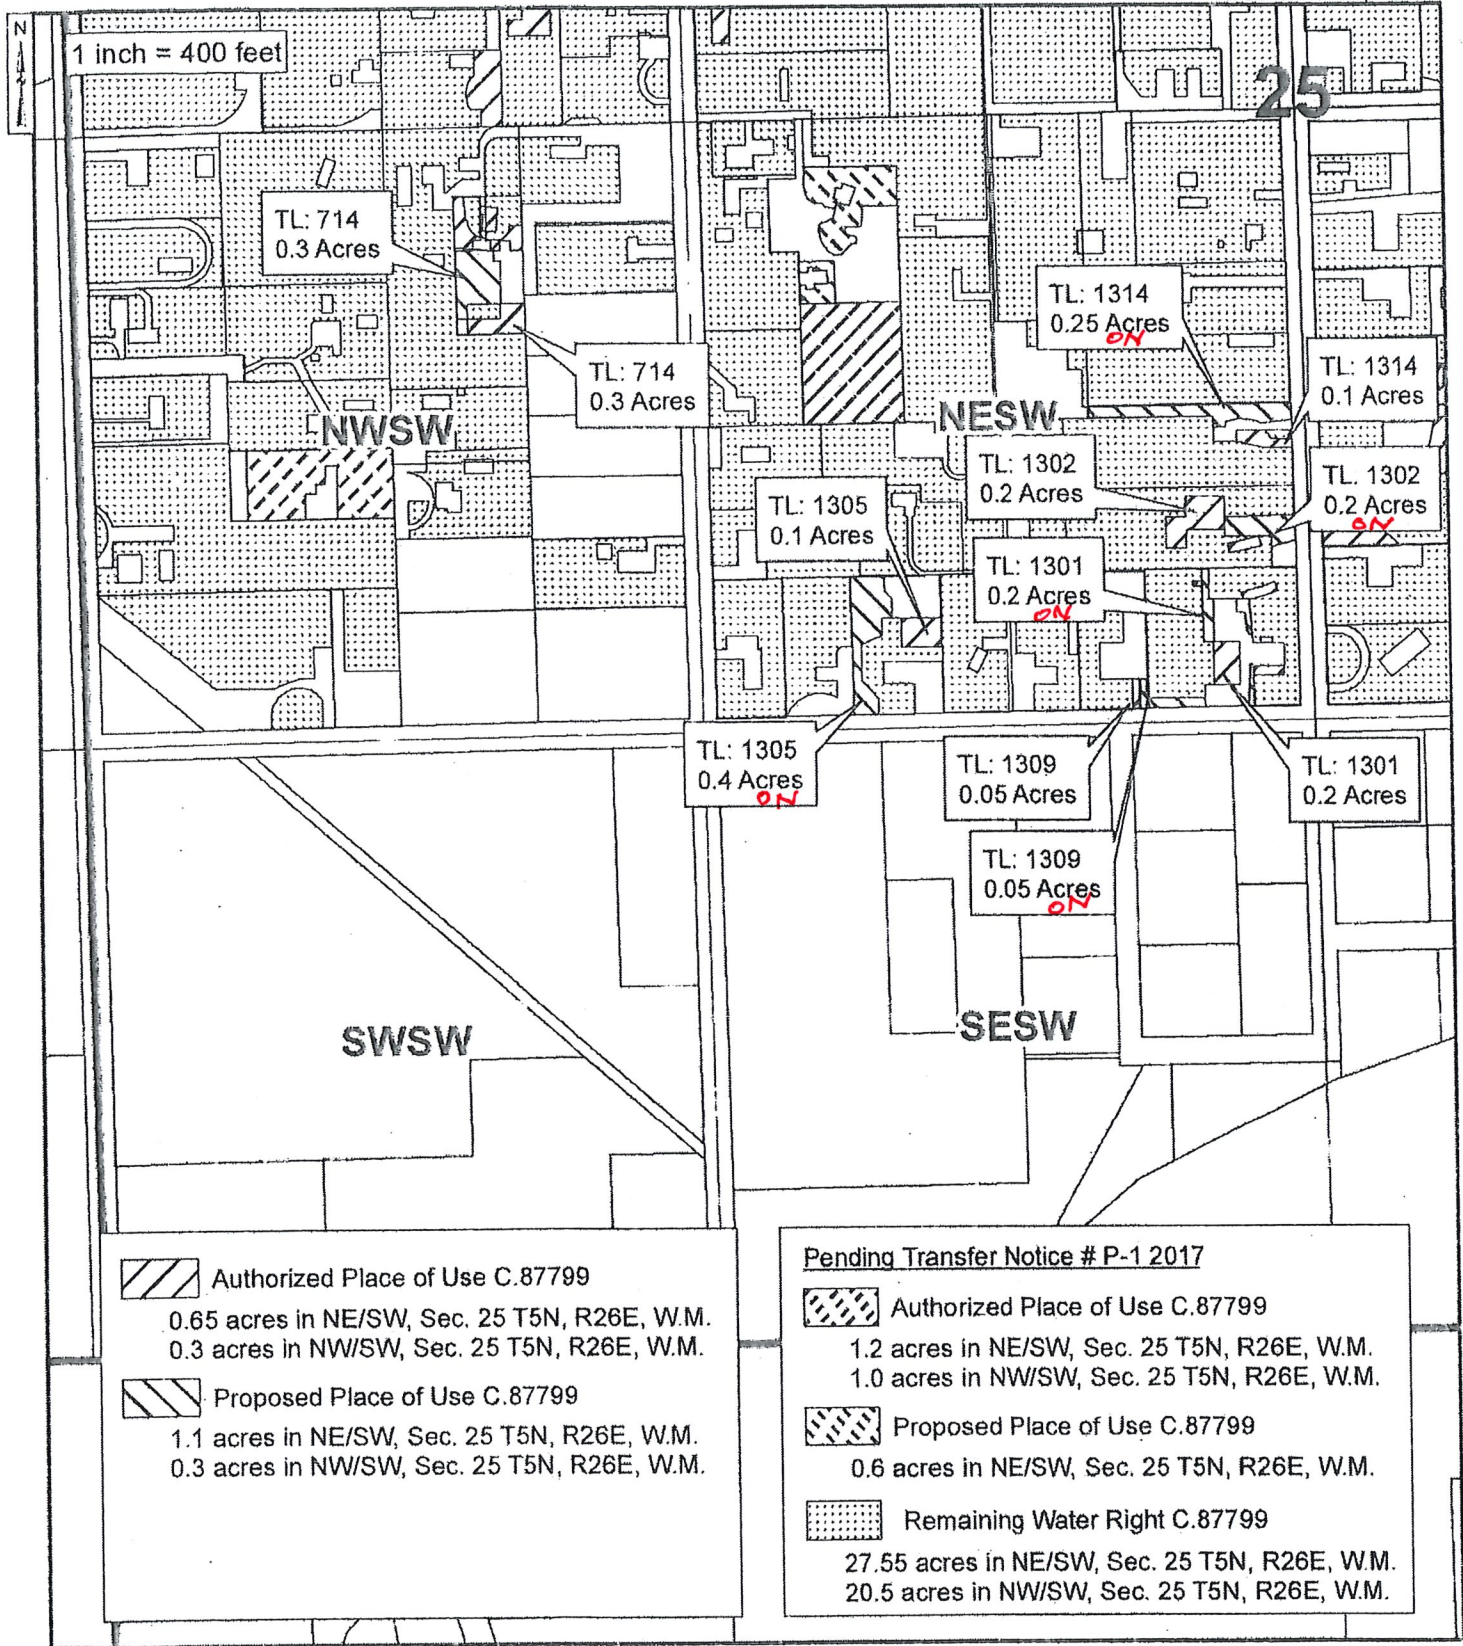 N
1 inch = 400 feet
25
TL: 714
0.3 Acres
TL: 1314
0.25 Acres
ON
TL: 1314
0.1 Acres
TL: 714
0.3 Acres
NWSW
NESW
TL: 1302
0.2 Acres
TL: 1302
0.2 Acres
ON
TL: 1305
0.1 Acres
TL: 1301
0.2 Acres
ON
TL: 1305
0.4 Acres
ON
TL: 1309
0.05 Acres
TL: 1301
0.2 Acres
TL: 1309
0.05 Acres
ON
SWSW
SESW
Authorized Place of Use C.87799
0.65 acres in NE/SW, Sec. 25 T5N, R26E, W.M.
0.3 acres in NW/SW, Sec. 25 T5N, R26E, W.M.
Proposed Place of Use C.87799
1.1 acres in NE/SW, Sec. 25 T5N, R26E, W.M.
0.3 acres in NW/SW, Sec. 25 T5N, R26E, W.M.
Pending Transfer Notice # P-1 2017
Authorized Place of Use C.87799
1.2 acres in NE/SW, Sec. 25 T5N, R26E, W.M.
1.0 acres in NW/SW, Sec. 25 T5N, R26E, W.M.
Proposed Place of Use C.87799
0.6 acres in NE/SW, Sec. 25 T5N, R26E, W.M.
Remaining Water Right C.87799
27.55 acres in NE/SW, Sec. 25 T5N, R26E, W.M.
20.5 acres in NW/SW, Sec. 25 T5N, R26E, W.M.